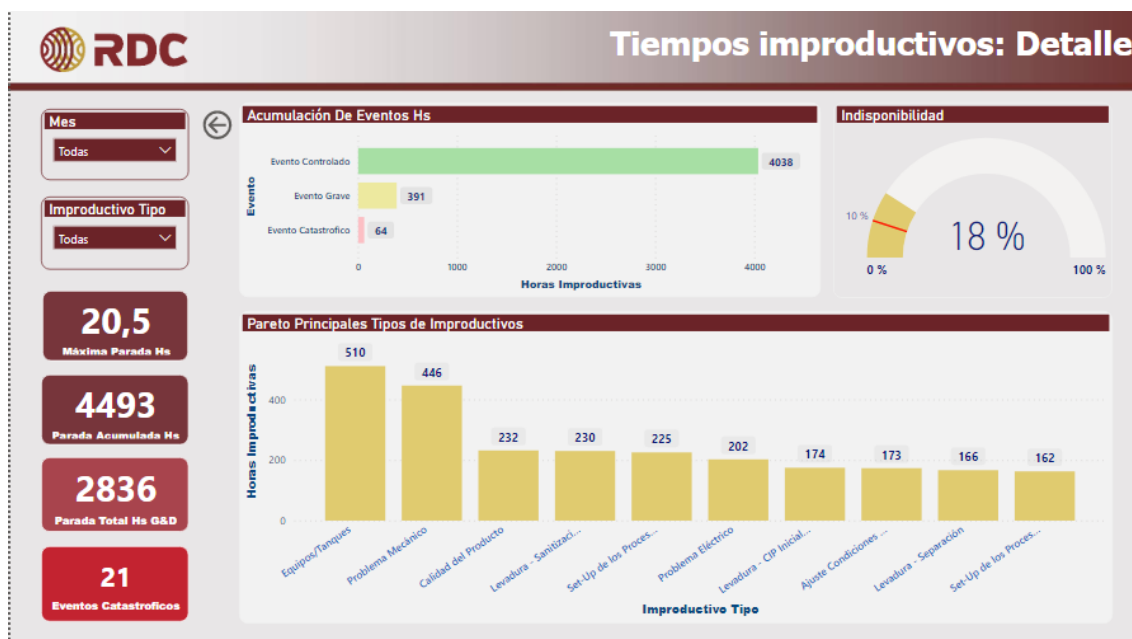 RDC
Tiempos improductivos: Detalle
Mes
Todas
Improductivo Tipo
Todas
20,5
Máxima Parada Hs
4493
Parada Acumulada Hs
2836
Parada Total Hs G&D
21
Eventos Catastroficos
Acumulación De Eventos Hs
Evento
Evento Controlado
4038
Evento Grave
391
Evento Catastrofico
64
0 1000 2000 3000 4000
Horas Improductivas
Indisponibilidad
10 %
18 %
0 % 100 %
Pareto Principales Tipos de Improductivos
Horas Improductivas
400
200
0
510 446 232 230 225 202 174 173 166 162
Equipos/Tanques
Problema Mecánico
Calidad del Producto
Levadura - Sanitizaci...
Set-Up de los Proces...
Problema Eléctrico
Levadura - CIP Inicial...
Ajuste Condiciones ...
Levadura - Separación
Set-Up de los Proces...
Improductivo Tipo